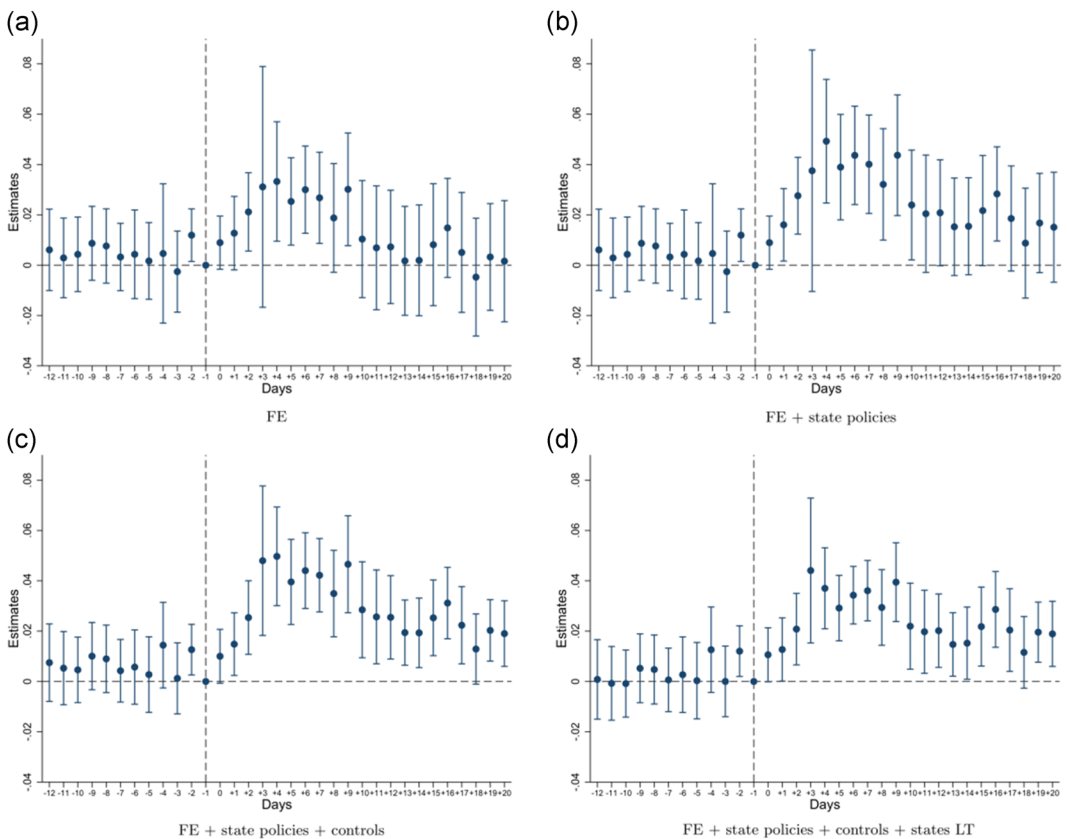 (a)
(b)
Estimates
.08
.06
.04
.02
0
-.02
-.04
-12 -11 -10 -9 -8 -7 -6 -5 -4 -3 -2 -1 0 +1 +2 +3 +4 +5 +6 +7 +8 +9 +10 +11 +12 +13 +14 +15 +16 +17 +18 +19 +20
Days
FE
Estimates
.08
.06
.04
.02
0
-.02
-.04
-12 -11 -10 -9 -8 -7 -6 -5 -4 -3 -2 -1 0 +1 +2 +3 +4 +5 +6 +7 +8 +9 +10 +11 +12 +13 +14 +15 +16 +17 +18 +19 +20
Days
FE + state policies
(c)
(d)
Estimates
.08
.06
.04
.02
0
-.02
-.04
-12 -11 -10 -9 -8 -7 -6 -5 -4 -3 -2 -1 0 +1 +2 +3 +4 +5 +6 +7 +8 +9 +10 +11 +12 +13 +14 +15 +16 +17 +18 +19 +20
Days
FE + state policies + controls
Estimates
.08
.06
.04
.02
0
-.02
-.04
-12 -11 -10 -9 -8 -7 -6 -5 -4 -3 -2 -1 0 +1 +2 +3 +4 +5 +6 +7 +8 +9 +10 +11 +12 +13 +14 +15 +16 +17 +18 +19 +20
Days
FE + state policies + controls + states LT